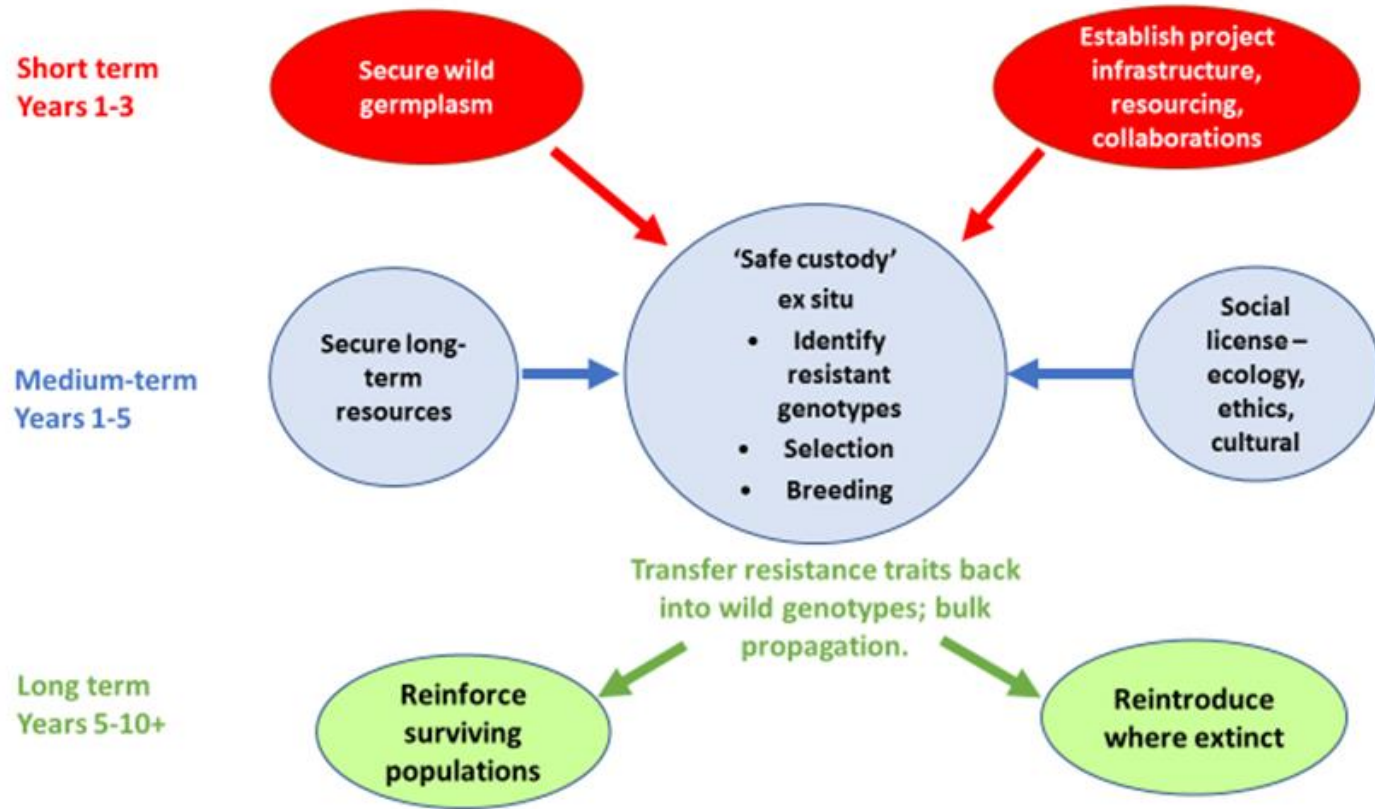 Short term
Years 1-3
Secure wild
germplasm
Establish project
infrastructure,
resourcing,
collaborations
Medium-term
Years 1-5
Secure long-
term
resources
‘Safe custody’
ex situ
• Identify
resistant
genotypes
• Selection
• Breeding
Social
license –
ecology,
ethics,
cultural
Transfer resistance traits back
into wild genotypes; bulk
propagation.
Long term
Years 5-10+
Reinforce
surviving
populations
Reintroduce
where extinct